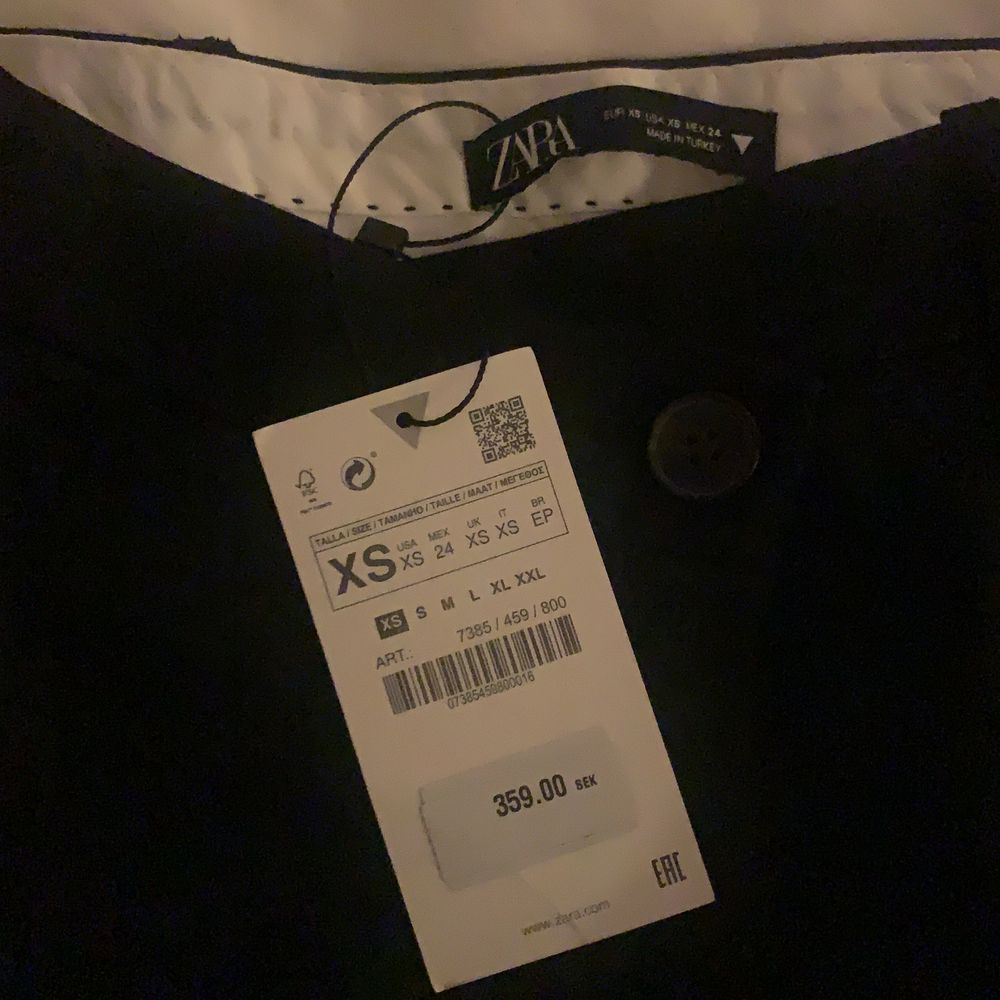 ZARA
EUR XS USA XS MEX 24
MADE IN TURKEY
FSC
TALLA / SIZE / TAMANHO / TAILLE / MAAT / ΜΕΓΕΘΟΣ
XS USA XS MEX 24 UK XS IT XS BR EP
XS S M L XL XXL
ART.: 7385 / 459 / 800
07385459800016
359.00 SEK
EAC
www.zara.com